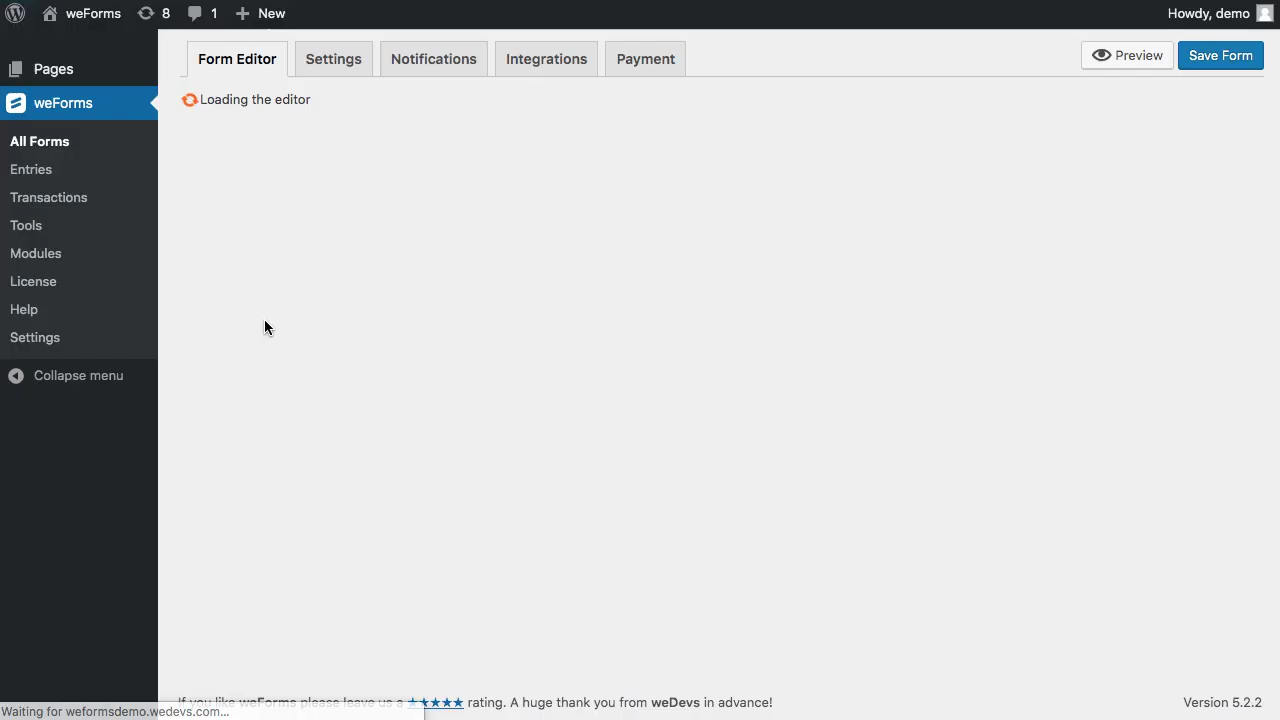 weForms 8 1 New Howdy, demo
Form Editor Settings Notifications Integrations Payment Preview Save Form
Pages
weForms
Loading the editor
All Forms
Entries
Transactions
Tools
Modules
License
Help
Settings
Collapse menu
If you like weForms please leave us a ★★★★★ rating. A huge thank you from weDevs in advance! Version 5.2.2
Waiting for weformsdemo.wedevs.com...